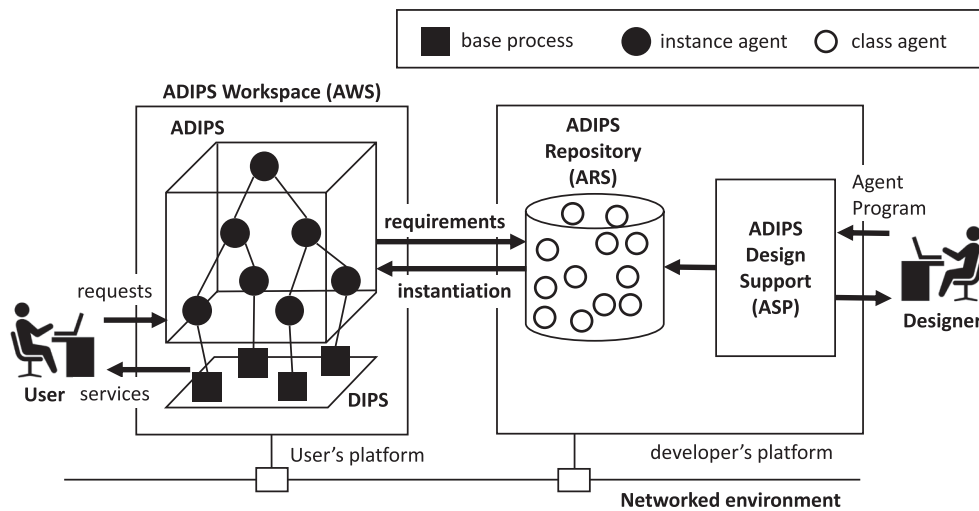 base process
instance agent
class agent
ADIPS Workspace (AWS)
ADIPS
ADIPS
Repository
(ARS)
requirements
instantiation
ADIPS
Design
Support
(ASP)
Agent
Program
Designer
requests
User
services
DIPS
User's platform
developer's platform
Networked environment